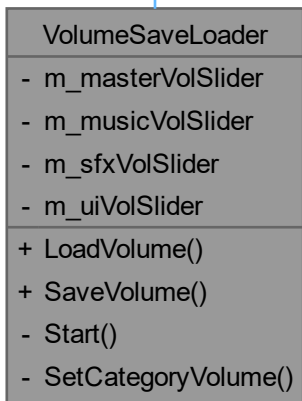 VolumeSaveLoader
- m_masterVolSlider
- m_musicVolSlider
- m_sfxVolSlider
- m_uiVolSlider
+ LoadVolume()
+ SaveVolume()
- Start()
- SetCategoryVolume()